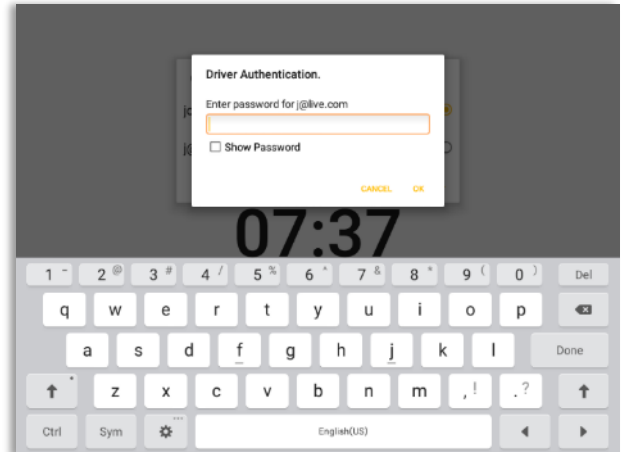 Driver Authentication.
Enter password for j@live.com
Show Password
CANCEL OK
07:37
1 - 2 @ 3 # 4 / 5 % 6 ^ 7 & 8 * 9 ( 0 ) Del
q w e r t y u i o p
a s d f g h j k l Done
z x c v b n m , ! . ?
Ctrl Sym ... English(US)